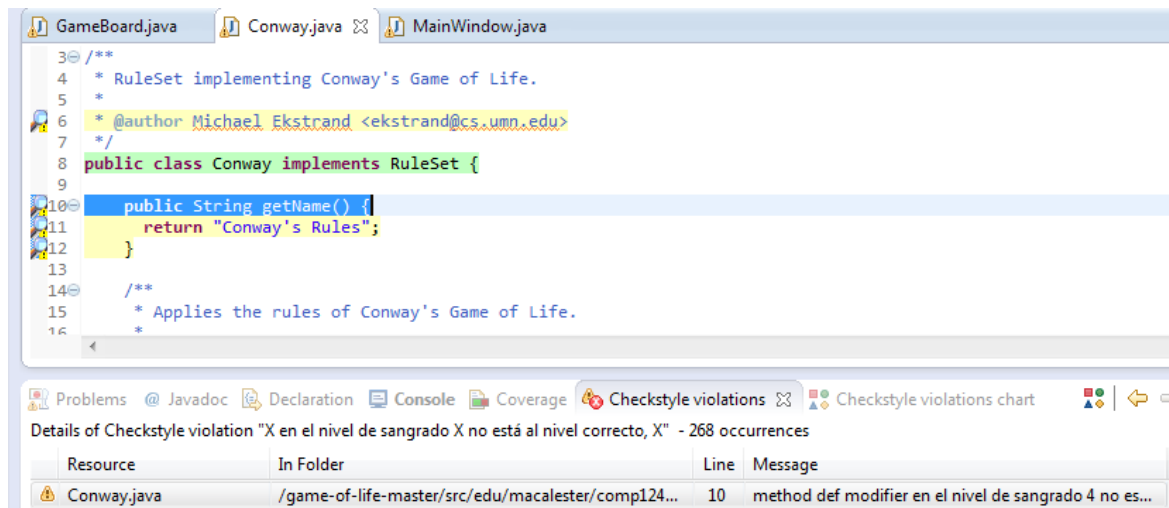 GameBoard.java Conway.java MainWindow.java
3 /**
4 * RuleSet implementing Conway's Game of Life.
5 *
6 * @author Michael Ekstrand <ekstrand@cs.umn.edu>
7 */
8 public class Conway implements RuleSet {
9
10 public String getName() {
11 return "Conway's Rules";
12 }
13
14 /**
15 * Applies the rules of Conway's Game of Life.
16 *
Problems @ Javadoc Declaration Console Coverage Checkstyle violations Checkstyle violations chart
Details of Checkstyle violation "X en el nivel de sangrado X no está al nivel correcto, X" - 268 occurrences
Resource In Folder Line Message
Conway.java /game-of-life-master/src/edu/macalester/comp124... 10 method def modifier en el nivel de sangrado 4 no es...